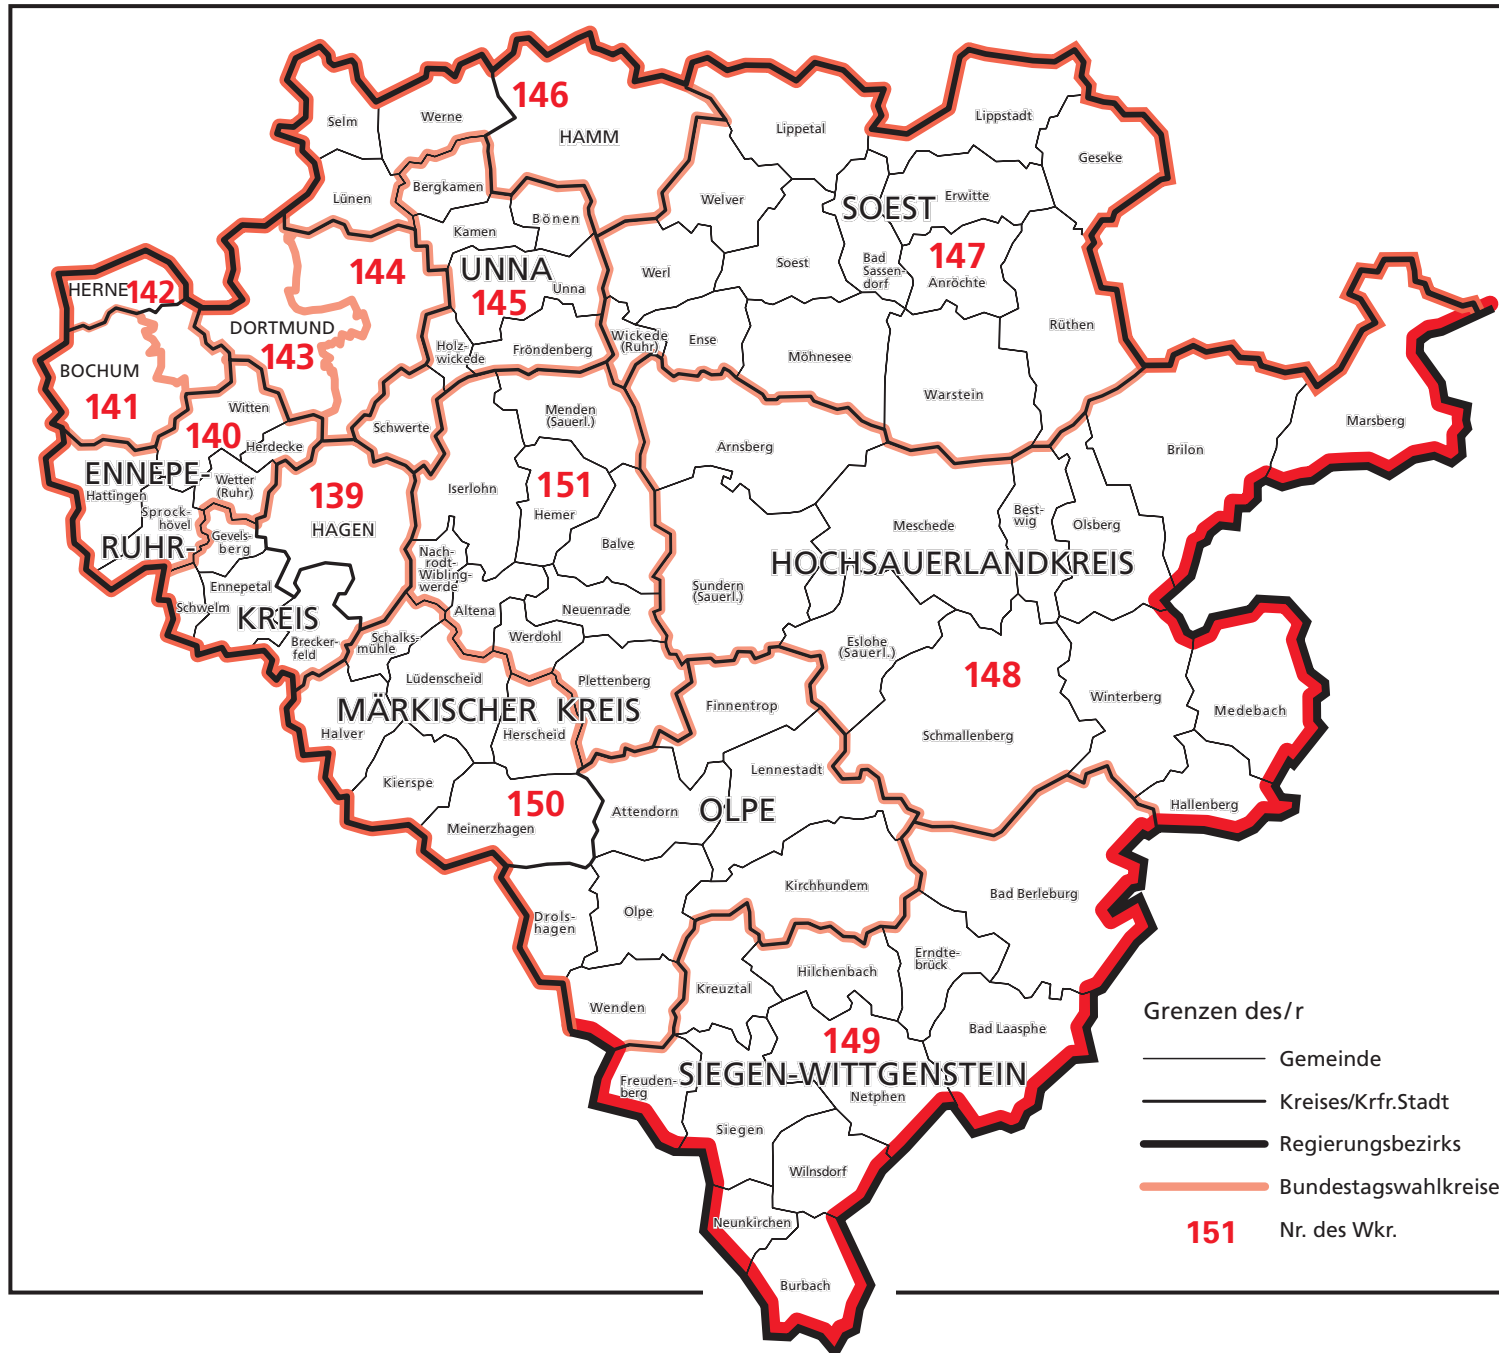 146
Selm
Werne
HAMM
Lippetal
Lippstadt
Geseke
Bergkamen
Lünen
Welver
SOEST
Erwitte
Bönen
Kamen
144
UNNA
Unna
145
Werl
Soest
Bad
Sassen-
dorf
147
Anröchte
HERNE
142
DORTMUND
143
Holz-
wickede
Fröndenberg
Wickede
(Ruhr)
Ense
Möhnesee
Rüthen
BOCHUM
141
Witten
140
Herdecke
Schwerte
Menden
(Sauerl.)
Warstein
Arnsberg
Brilon
Marsberg
ENNEPE-
Hattingen
Wetter
(Ruhr)
139
HAGEN
Iserlohn
151
Hemer
Sprock-
hövel
RUHR-
Gevels-
berg
Balve
Meschede
Best-
wig
Olsberg
HOCHSAUERLANDKREIS
Nach-
rodt-
Wibling-
werde
Ennepetal
Schwelm
KREIS
Altena
Neuenrade
Sundern
(Sauerl.)
Brecker-
feld
Schalks-
mühle
Werdohl
Eslohe
(Sauerl.)
148
Lüdenscheid
Plettenberg
Winterberg
MÄRKISCHER KREIS
Finnentrop
Medebach
Halver
Herscheid
Schmallenberg
Kierspe
Lennestadt
150
Attendorn
OLPE
Hallenberg
Meinerzhagen
Kirchhundem
Bad Berleburg
Drols-
hagen
Olpe
Erndte-
brück
Hilchenbach
Kreuztal
Wenden
Bad Laasphe
149
SIEGEN-WITTGENSTEIN
Freuden-
berg
Netphen
Siegen
Wilnsdorf
Neunkirchen
Burbach
Grenzen des/r
Gemeinde
Kreises/Krfr.Stadt
Regierungsbezirks
Bundestagswahlkreise
151 Nr. des Wkr.